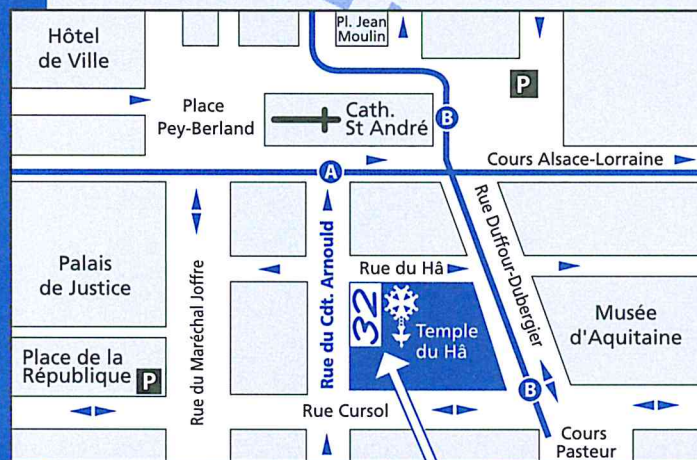 Hôtel
de Ville
Pl. Jean
Moulin
P
Place
Pey-Berland
Cath.
St André
B
Cours Alsace-Lorraine
A
Palais
de Justice
Rue du Maréchal Joffre
Rue du Cdt. Arnould
Rue du Hâ
Rue Duffour-Dubergier
32
Temple
du Hâ
Musée
d'Aquitaine
Place de la
République P
Rue Cursol
B
Cours
Pasteur